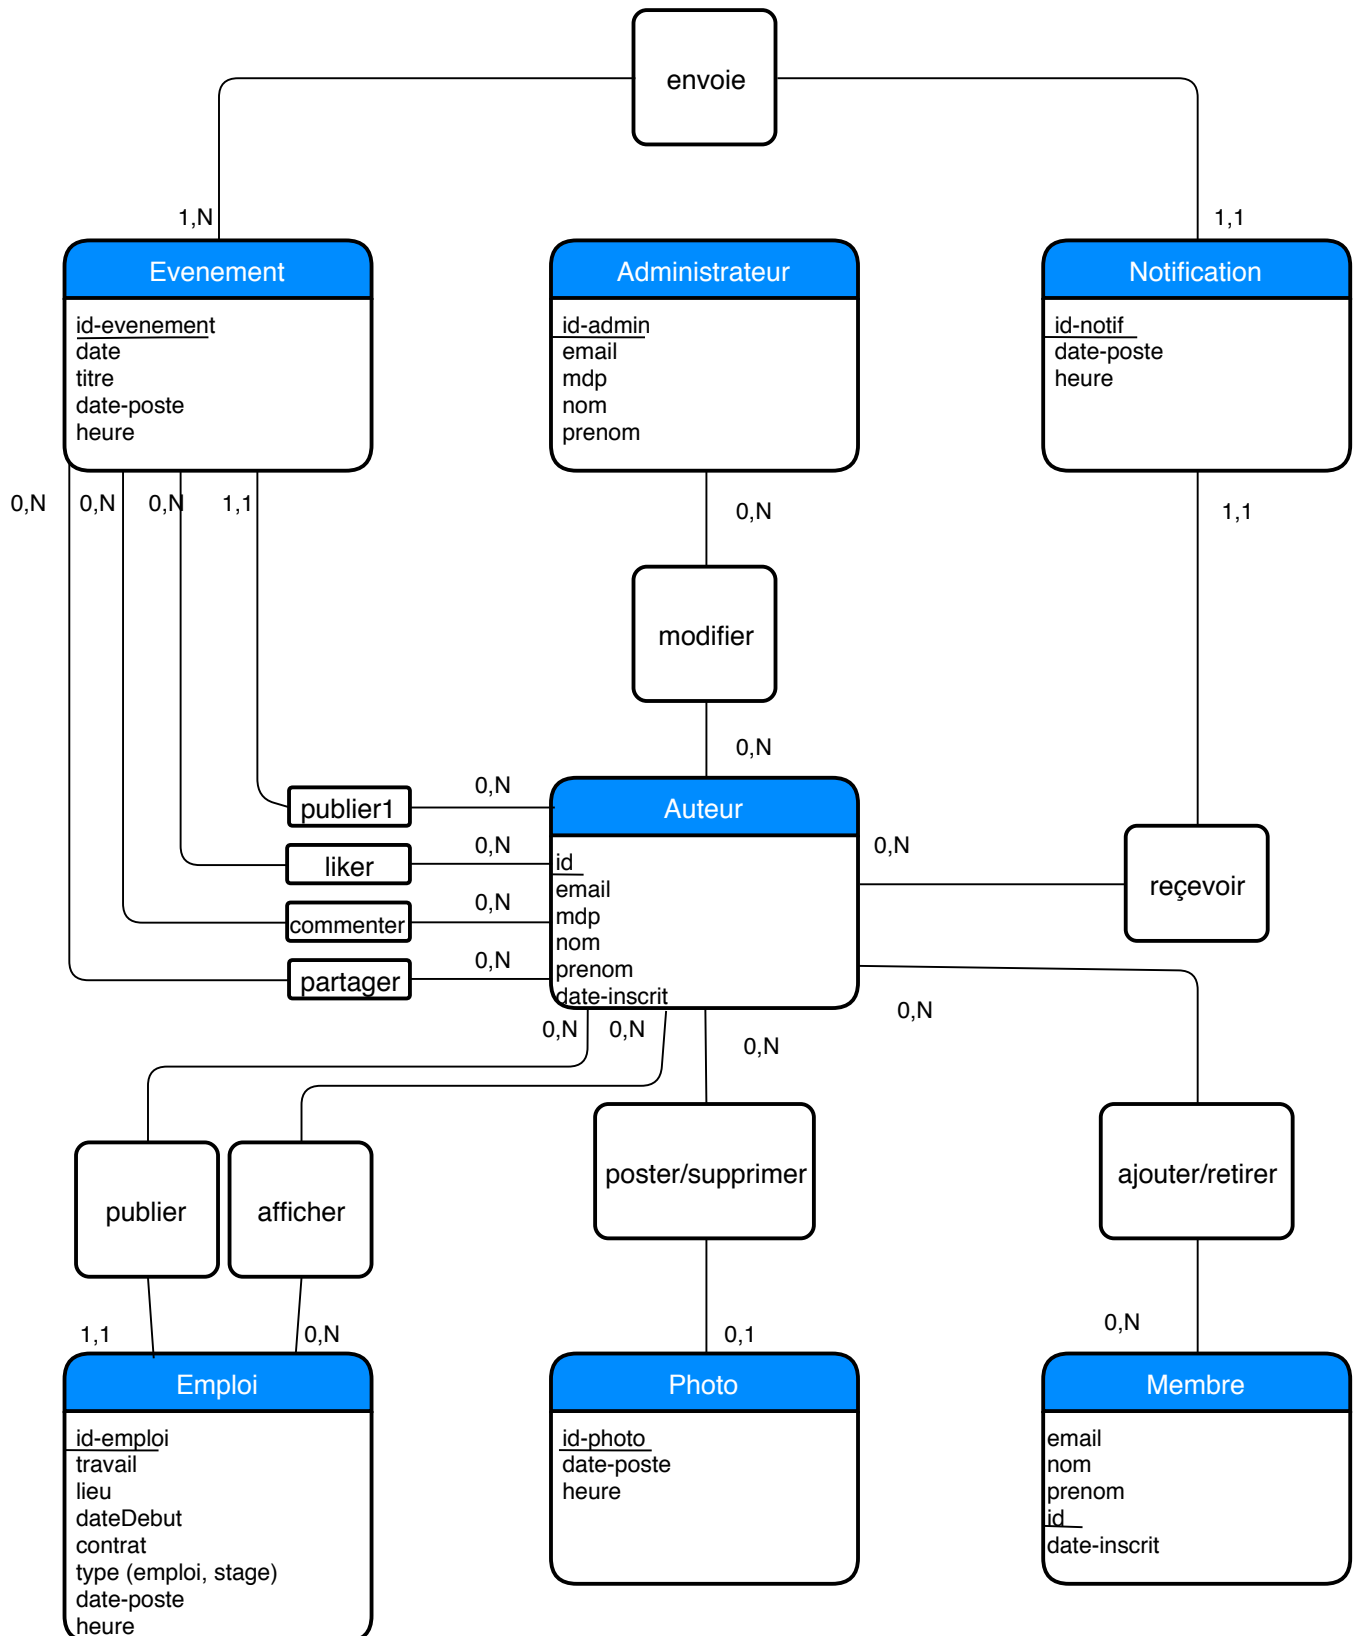 envoie
1,N
1,1
Evenement
id-evenement
date
titre
date-poste
heure
Administrateur
id-admin
email
mdp
nom
prenom
Notification
id-notif
date-poste
heure
0,N
0,N
0,N
1,1
0,N
1,1
modifier
0,N
publier1
0,N
liker
0,N
commenter
0,N
partager
0,N
Auteur
id
email
mdp
nom
prenom
date-inscrit
0,N
reçevoir
0,N
0,N
0,N
0,N
publier
afficher
poster/supprimer
ajouter/retirer
1,1
0,N
0,1
0,N
Emploi
id-emploi
travail
lieu
dateDebut
contrat
type (emploi, stage)
date-poste
heure
Photo
id-photo
date-poste
heure
Membre
email
nom
prenom
id
date-inscrit